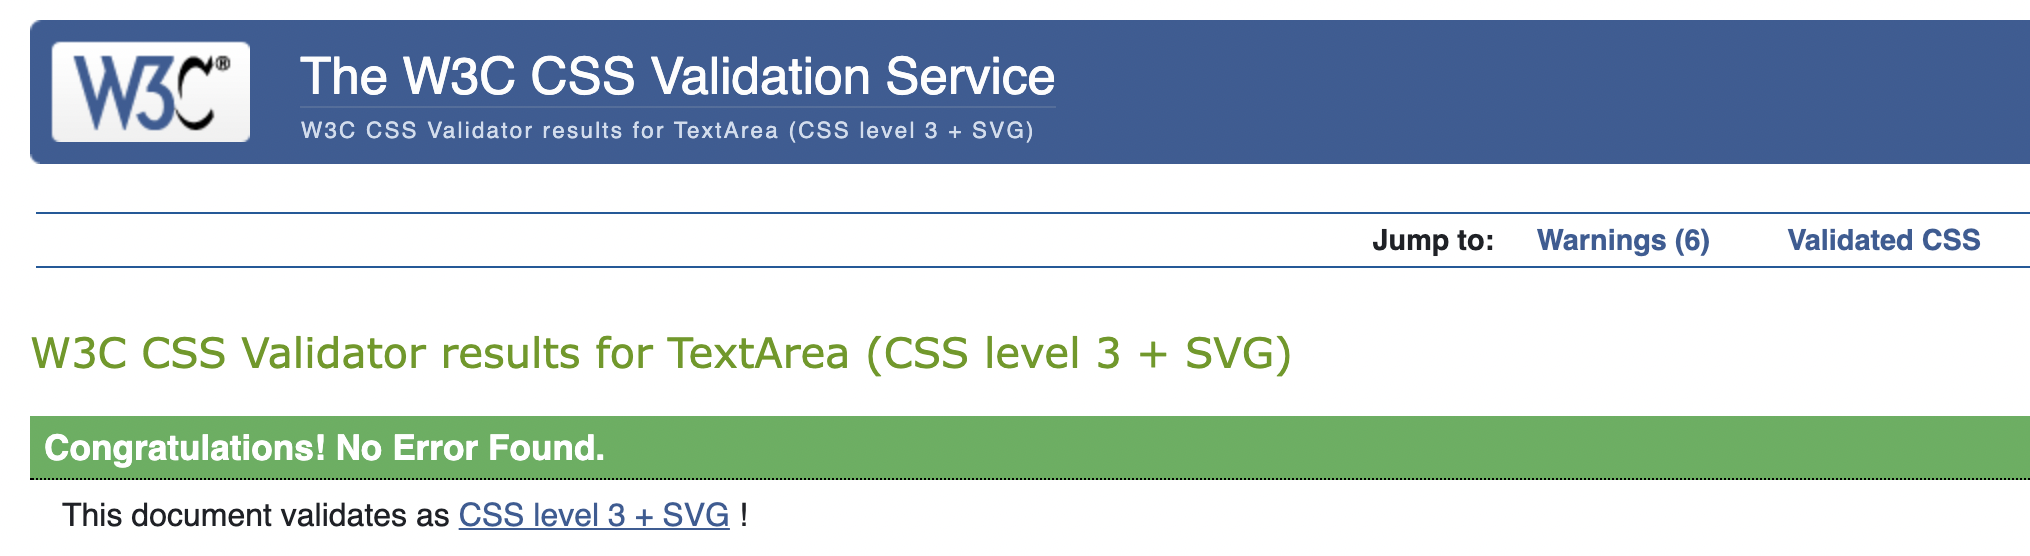 W3C®
The W3C CSS Validation Service
W3C CSS Validator results for TextArea (CSS level 3 + SVG)
Jump to: Warnings (6) Validated CSS
W3C CSS Validator results for TextArea (CSS level 3 + SVG)
Congratulations! No Error Found.
This document validates as CSS level 3 + SVG !